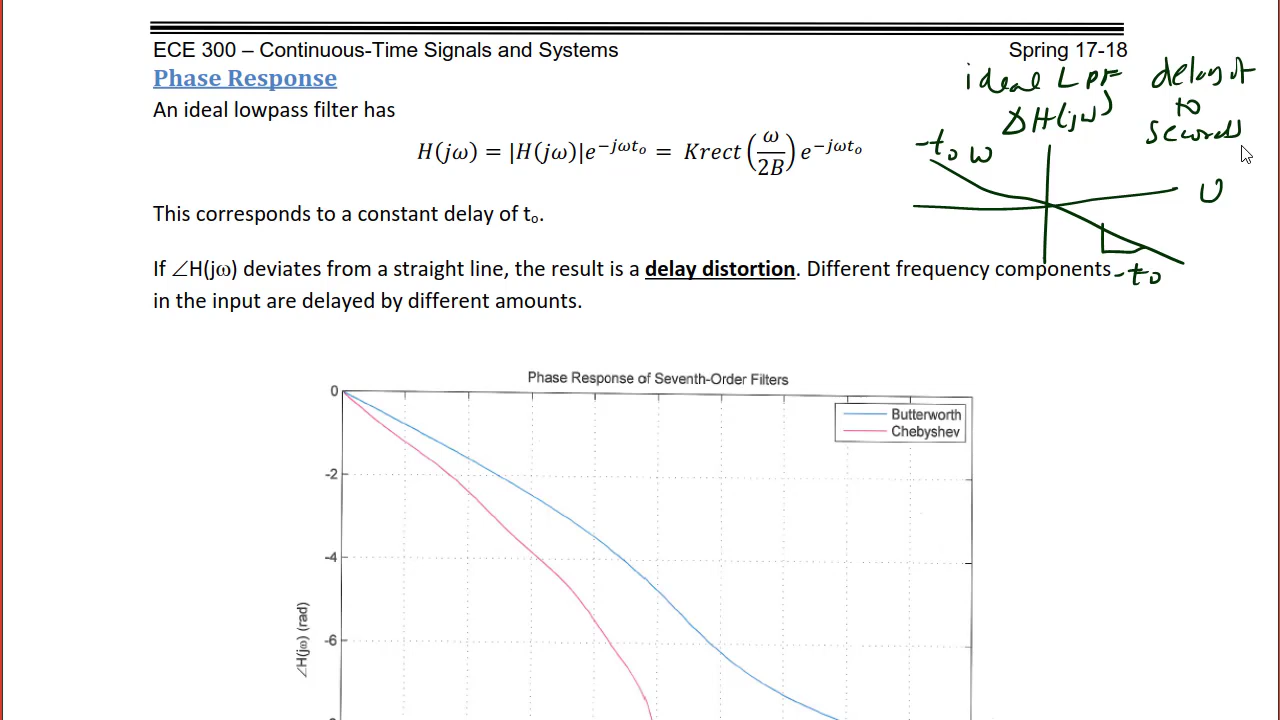 ECE 300 – Continuous-Time Signals and Systems Spring 17-18
Phase Response
An ideal lowpass filter has
H(jω) = |H(jω)|e^{-jωt_o} = Krect(ω/2B) e^{-jωt_o}
This corresponds to a constant delay of t_o.
If ∠H(jω) deviates from a straight line, the result is a delay distortion. Different frequency components
in the input are delayed by different amounts.
ideal LPF
∠H(jω)
delay of
to
seconds
-t_o ω
ω
-t_o
Phase Response of Seventh-Order Filters
Butterworth
Chebyshev
0
-2
-4
-6
∠H(jω) (rad)